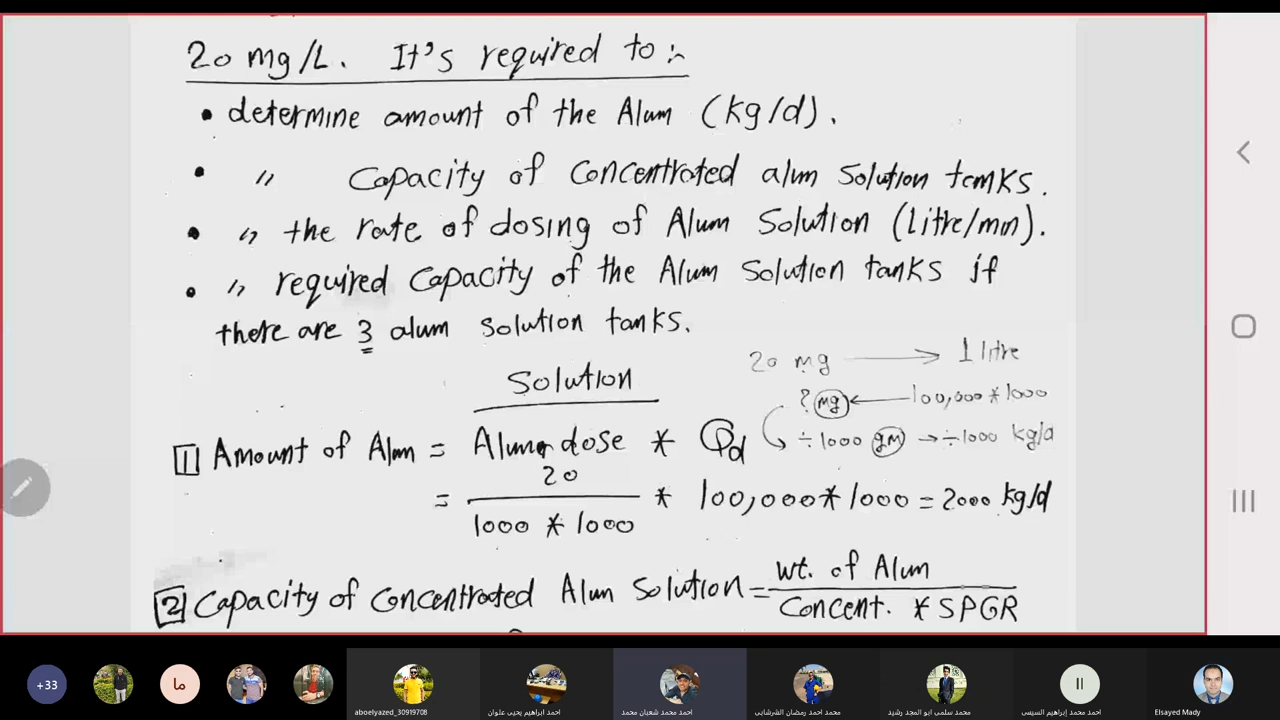 20 mg/L. It's required to :-
• determine amount of the Alum (kg/d).
• " Capacity of Concentrated alum Solution tanks.
• " the rate of dosing of Alum Solution (litre/min).
• " required Capacity of the Alum Solution tanks if
there are 3 alum solution tanks.
Solution
20 mg → 1 litre
? mg ← 100,000 * 1000
÷ 1000 gm → ÷ 1000 kg/d
1 Amount of Alum = Alum dose * Qd
= 20 / 1000 * 1000 * 100,000 * 1000 = 2000 kg/d
2 Capacity of Concentrated Alum Solution = wt. of Alum / Concent. * SPGR
+33
ما
aboelyazed_30919708
احمد ابراهيم يحيى علوان
احمد محمد شعبان محمد
محمد احمد رمضان الشرشابى
محمد سلمى ابو المجد رشيد
احمد محمد إبراهيم السيسى
Elsayed Mady